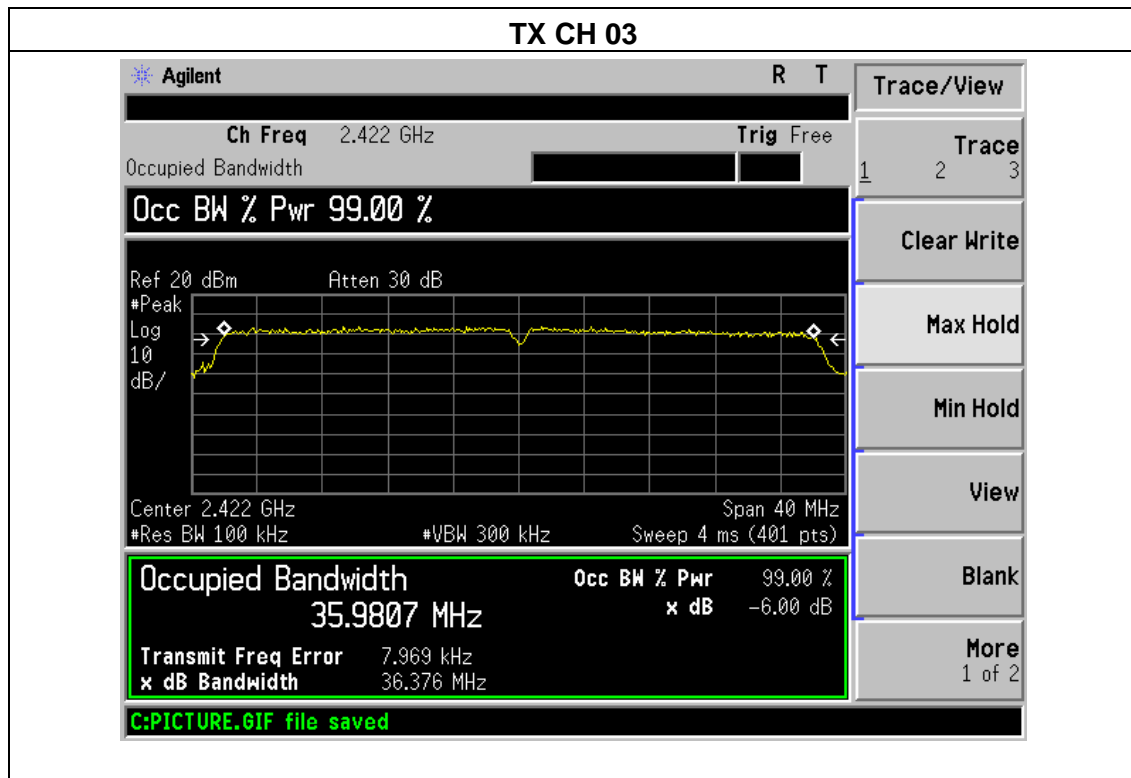 TX CH 03
Agilent R T
Trace/View
Ch Freq 2.422 GHz Trig Free
Occupied Bandwidth
Trace
1 2 3
Occ BW % Pwr 99.00 %
Clear Write
Ref 20 dBm Atten 30 dB
#Peak
Log
10
dB/
Max Hold
Min Hold
View
Center 2.422 GHz Span 40 MHz
#Res BW 100 kHz #VBW 300 kHz Sweep 4 ms (401 pts)
Occupied Bandwidth Occ BW % Pwr 99.00 %
35.9807 MHz x dB -6.00 dB
Blank
Transmit Freq Error 7.969 kHz
x dB Bandwidth 36.376 MHz
More
1 of 2
C:PICTURE.GIF file saved